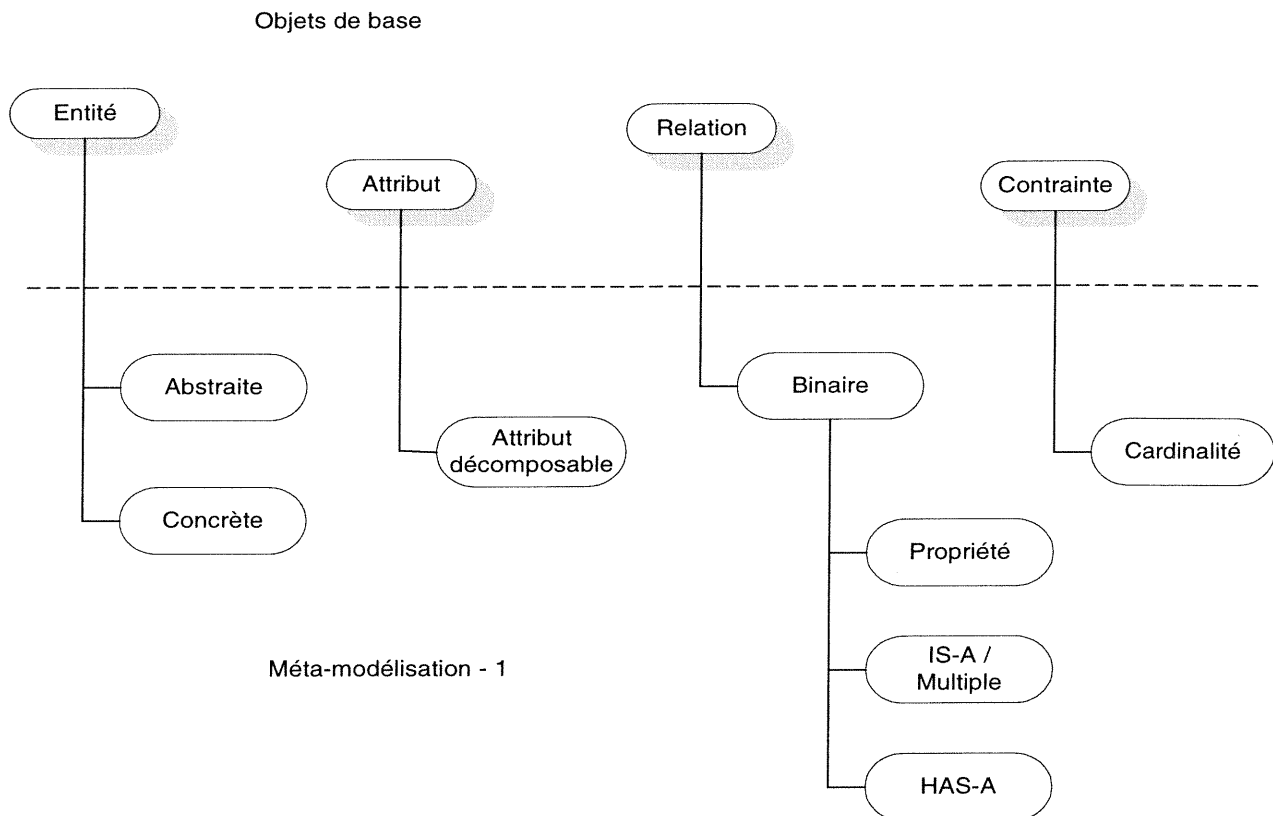 Objets de base
Entité
Relation
Attribut
Contrainte
Abstraite
Binaire
Attribut
décomposable
Cardinalité
Concrète
Propriété
IS-A /
Multiple
Méta-modélisation - 1
HAS-A